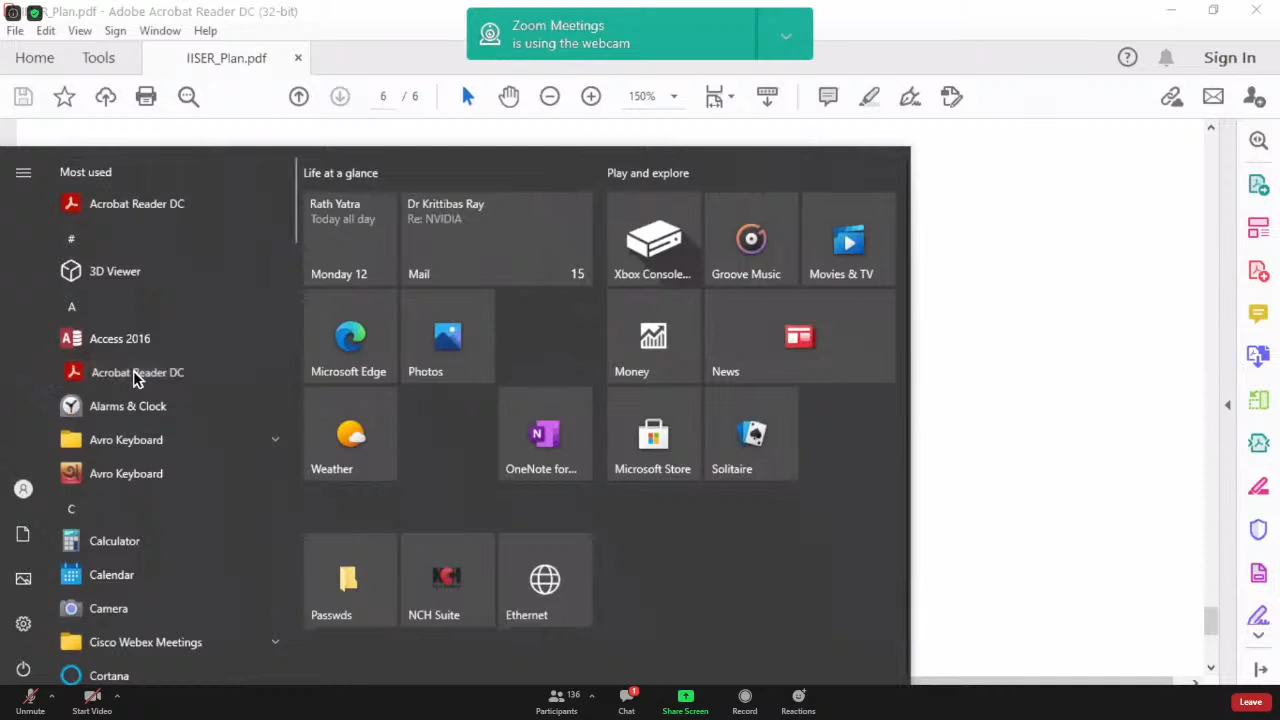 IISER_Plan.pdf - Adobe Acrobat Reader DC (32-bit)
File Edit View Sign Window Help
Zoom Meetings
is using the webcam
Home Tools IISER_Plan.pdf Sign In
6 / 6 150%
Most used
Acrobat Reader DC
#
3D Viewer
A
Access 2016
Acrobat Reader DC
Alarms & Clock
Avro Keyboard
Avro Keyboard
C
Calculator
Calendar
Camera
Cisco Webex Meetings
Cortana
Life at a glance
Rath Yatra
Today all day
Monday 12
Dr Krittibas Ray
Re: NVIDIA
Mail 15
Microsoft Edge
Photos
Weather
OneNote for...
Passwds
NCH Suite
Ethernet
Play and explore
Xbox Console...
Groove Music
Movies & TV
Money
News
Microsoft Store
Solitaire
Unmute
Start Video
136
Participants
1
Chat
Share Screen
Record
Reactions
Leave